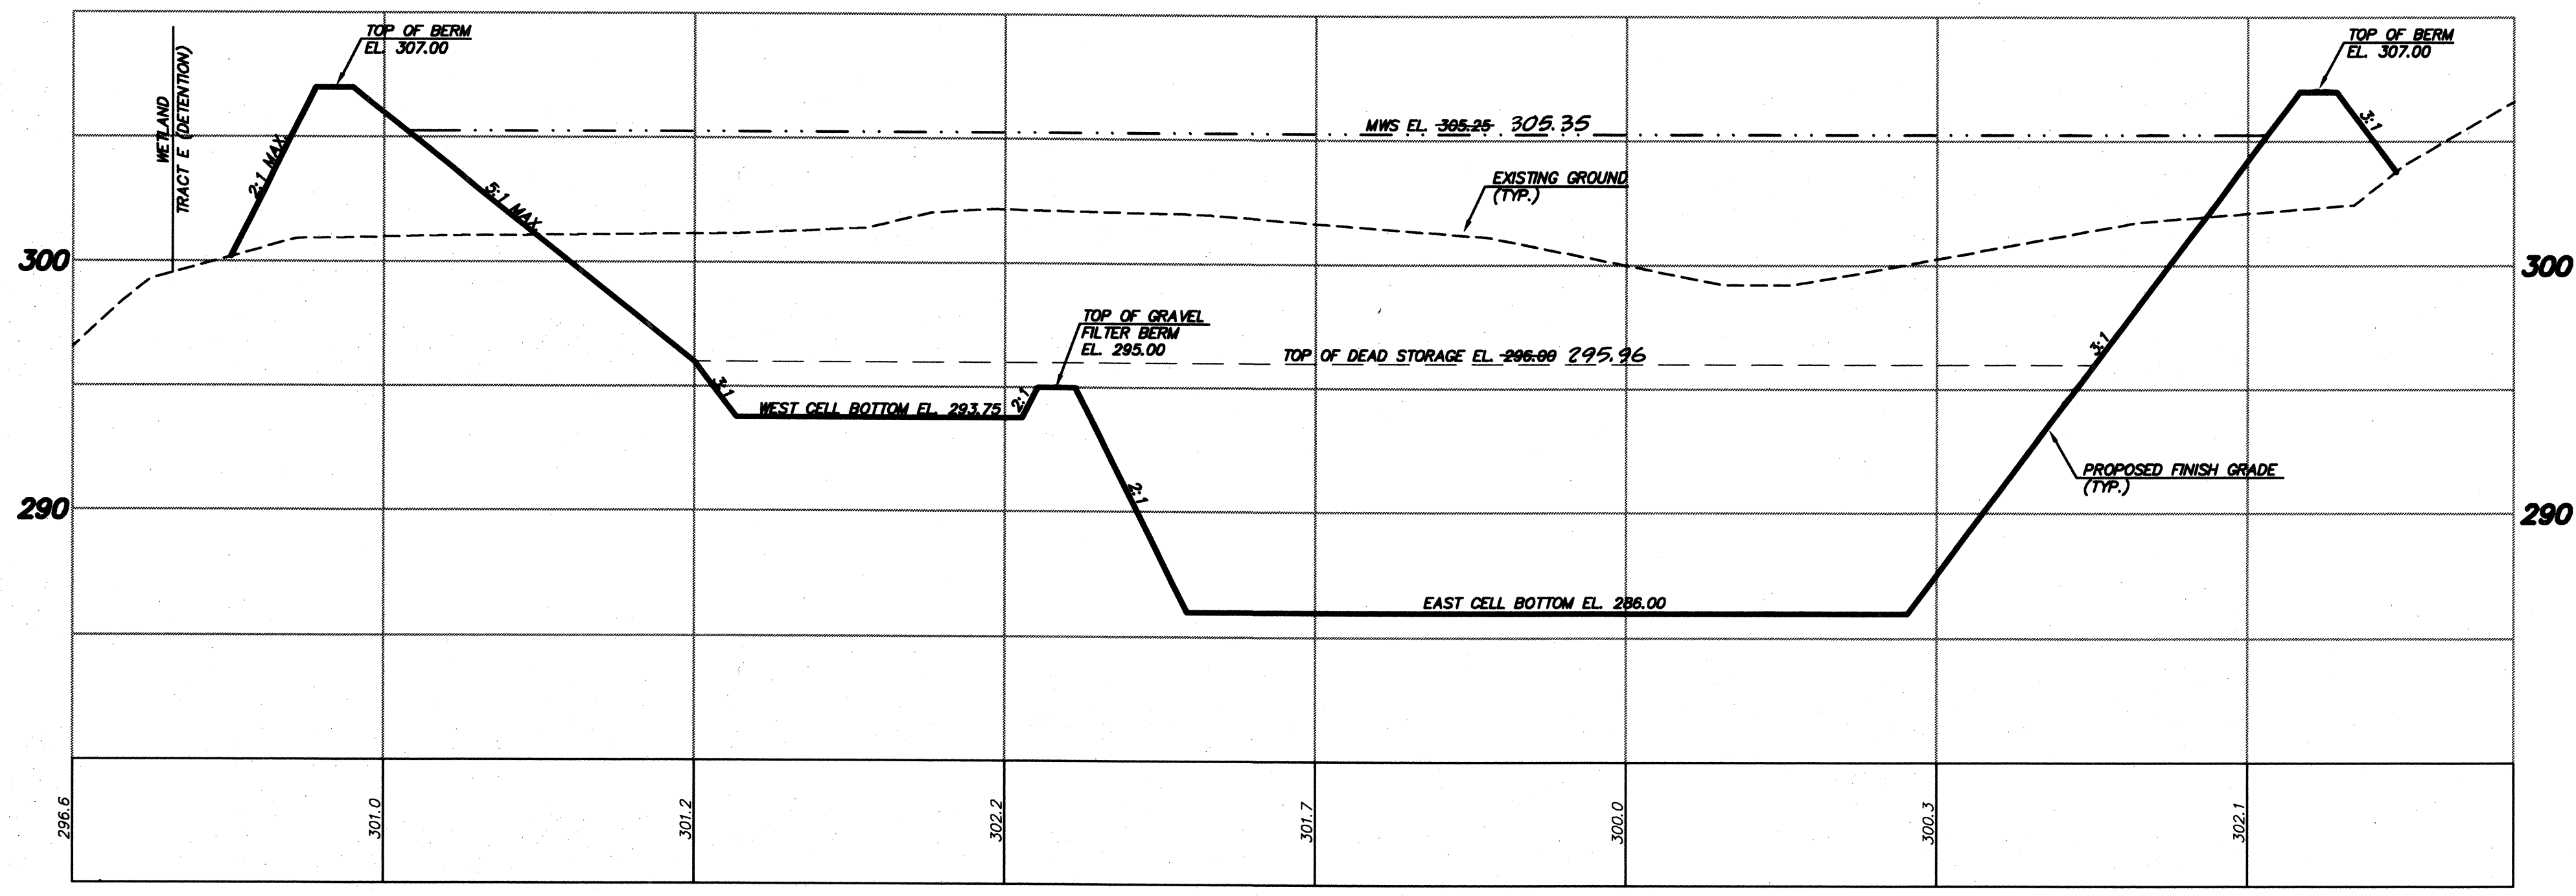 TOP OF BERM
EL. 307.00
TOP OF BERM
EL. 307.00
WETLAND
TRACT E (DETENTION)
2:1 MAX.
5:1 MAX.
MWS EL. 305.25 305.35
3:1
EXISTING GROUND
(TYP.)
300
300
TOP OF GRAVEL
FILTER BERM
EL. 295.00
TOP OF DEAD STORAGE EL. 296.00 295.96
3:1
3:1
WEST CELL BOTTOM EL. 293.75
2:1
2:1
PROPOSED FINISH GRADE
(TYP.)
290
290
EAST CELL BOTTOM EL. 286.00
296.6
301.0
301.2
302.2
301.7
300.0
300.3
302.1